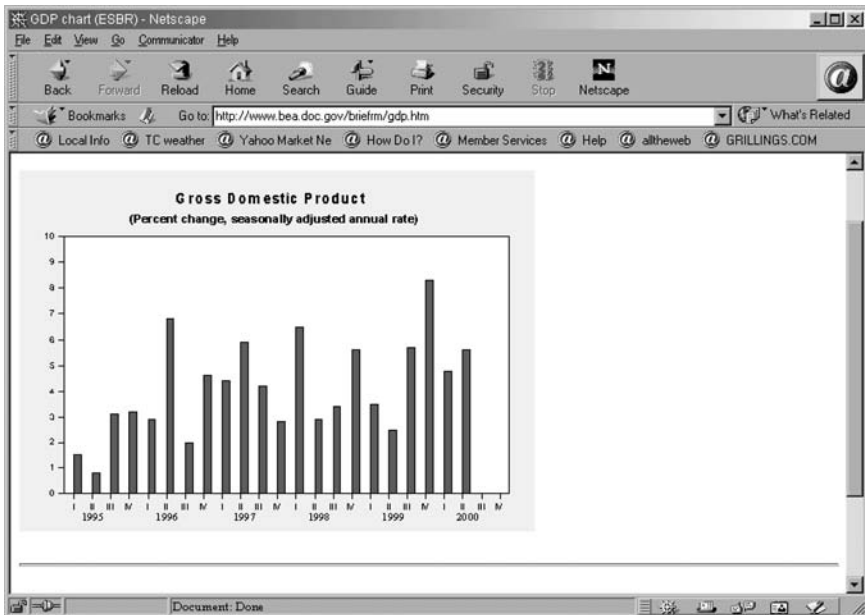 GDP chart (ESBR) - Netscape
File Edit View Go Communicator Help
Back Forward Reload Home Search Guide Print Security Stop Netscape
Bookmarks Go to: http://www.bea.doc.gov/briefrm/gdp.htm What's Related
Local Info TC weather Yahoo Market Ne How Do I? Member Services Help alltheweb GRILLINGS.COM
Gross Domestic Product
(Percent change, seasonally adjusted annual rate)
10
9
8
7
6
5
4
3
2
1
0
I II III IV I II III IV I II III IV I II III IV I II III IV I II III IV
1995 1996 1997 1998 1999 2000
Document: Done